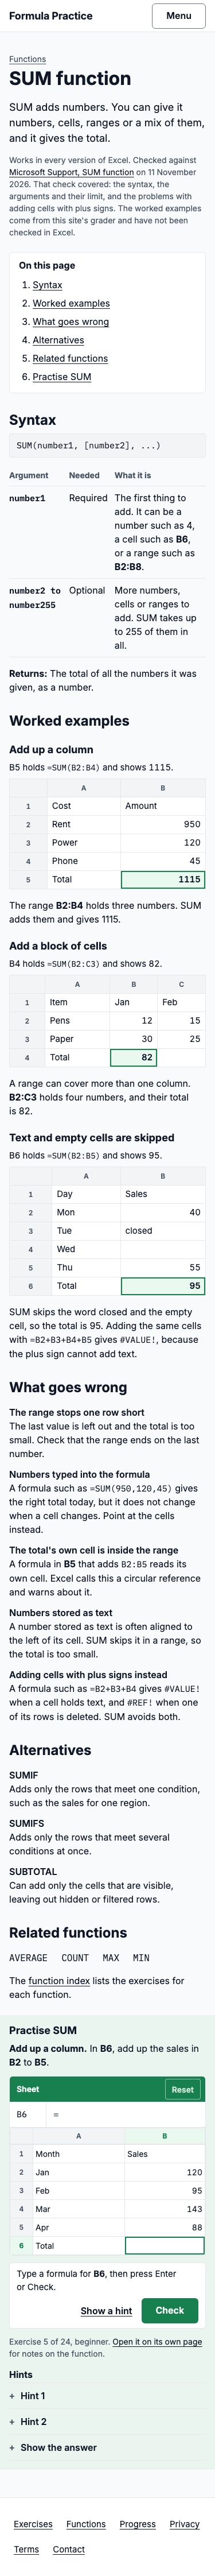 Formula Practice
Menu
Functions
SUM function
SUM adds numbers. You can give it
numbers, cells, ranges or a mix of them,
and it gives the total.
Works in every version of Excel. Checked against
Microsoft Support, SUM function on 11 November
2026. That check covered: the syntax, the
arguments and their limit, and the problems with
adding cells with plus signs. The worked examples
come from this site's grader and have not been
checked in Excel.
On this page
1. Syntax
2. Worked examples
3. What goes wrong
4. Alternatives
5. Related functions
6. Practise SUM
Syntax
SUM(number1, [number2], ...)
Argument Needed What it is
number1 Required The first thing to
add. It can be a
number such as 4,
a cell such as B6,
or a range such as
B2:B8.
number2 to Optional More numbers,
number255 cells or ranges to
add. SUM takes up
to 255 of them in
all.
Returns: The total of all the numbers it was
given, as a number.
Worked examples
Add up a column
B5 holds =SUM(B2:B4) and shows 1115.
A B
1 Cost Amount
2 Rent 950
3 Power 120
4 Phone 45
5 Total 1115
The range B2:B4 holds three numbers. SUM
adds them and gives 1115.
Add a block of cells
B4 holds =SUM(B2:C3) and shows 82.
A B C
1 Item Jan Feb
2 Pens 12 15
3 Paper 30 25
4 Total 82
A range can cover more than one column.
B2:C3 holds four numbers, and their total
is 82.
Text and empty cells are skipped
B6 holds =SUM(B2:B5) and shows 95.
A B
1 Day Sales
2 Mon 40
3 Tue closed
4 Wed
5 Thu 55
6 Total 95
SUM skips the word closed and the empty
cell, so the total is 95. Adding the same cells
with =B2+B3+B4+B5 gives #VALUE!, because
the plus sign cannot add text.
What goes wrong
The range stops one row short
The last value is left out and the total is too
small. Check that the range ends on the last
number.
Numbers typed into the formula
A formula such as =SUM(950,120,45) gives
the right total today, but it does not change
when a cell changes. Point at the cells
instead.
The total's own cell is inside the range
A formula in B5 that adds B2:B5 reads its
own cell. Excel calls this a circular reference
and warns about it.
Numbers stored as text
A number stored as text is often aligned to
the left of its cell. SUM skips it in a range, so
the total is too small.
Adding cells with plus signs instead
A formula such as =B2+B3+B4 gives #VALUE!
when a cell holds text, and #REF! when one
of its rows is deleted. SUM avoids both.
Alternatives
SUMIF
Adds only the rows that meet one condition,
such as the sales for one region.
SUMIFS
Adds only the rows that meet several
conditions at once.
SUBTOTAL
Can add only the cells that are visible,
leaving out hidden or filtered rows.
Related functions
AVERAGE COUNT MAX MIN
The function index lists the exercises for
each function.
Practise SUM
Add up a column. In B6, add up the sales in
B2 to B5.
Sheet Reset
B6 =
A B
1 Month Sales
2 Jan 120
3 Feb 95
4 Mar 143
5 Apr 88
6 Total
Type a formula for B6, then press Enter
or Check.
Show a hint Check
Exercise 5 of 24, beginner. Open it on its own page
for notes on the function.
Hints
+ Hint 1
+ Hint 2
+ Show the answer
Exercises Functions Progress Privacy
Terms Contact